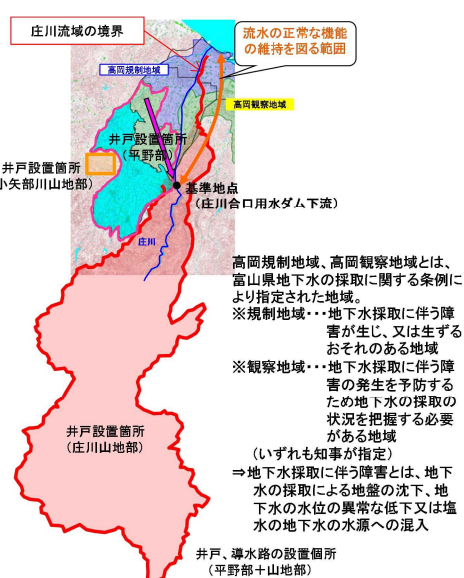 庄川流域の境界
流水の正常な機能
の維持を図る範囲
高岡規制地域
高岡観察地域
井戸設置箇所
(平野部)
井戸設置箇所
小矢部川山地部)
基準地点
(庄川合口用水ダム下流)
庄川
高岡規制地域、高岡観察地域とは、
富山県地下水の採取に関する条例に
より指定された地域。
※規制地域・・・地下水採取に伴う障
害が生じ、又は生ずる
おそれのある地域
※観察地域・・・地下水採取に伴う障
害の発生を予防する
ため地下水の採取の
状況を把握する必要
がある地域
(いずれも知事が指定)
⇒地下水採取に伴う障害とは、地下
水の採取による地盤の沈下、地
下水の水位の異常な低下又は塩
水の地下水の水源への混入
井戸設置箇所
(庄川山地部)
井戸、導水路の設置個所
(平野部+山地部)